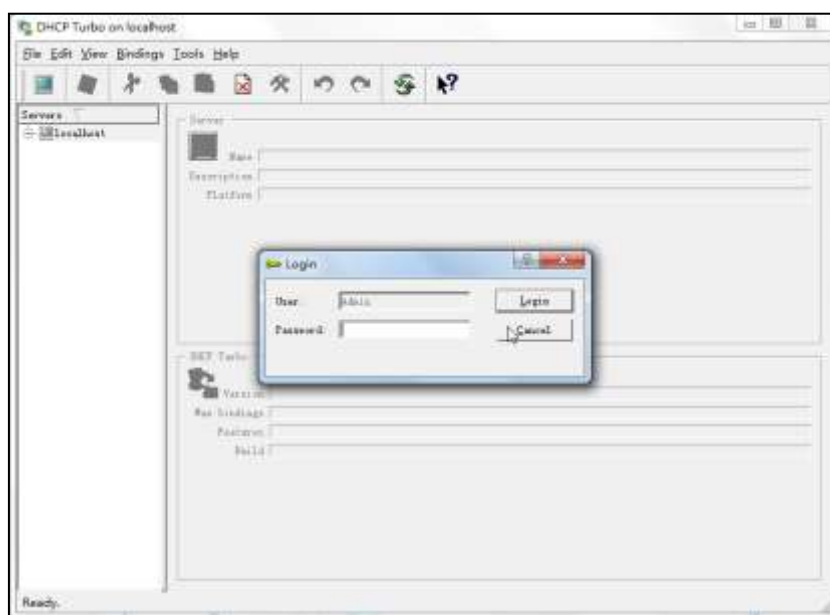 DHCP Turbo on localhost
File Edit View Bindings Tools Help
Servers
localhost
Server
Name
Description
Platform
Login
User
Admin
Login
Password
Cancel
DHCP Turbo
Version
Max bindings
Features
Build
Ready.